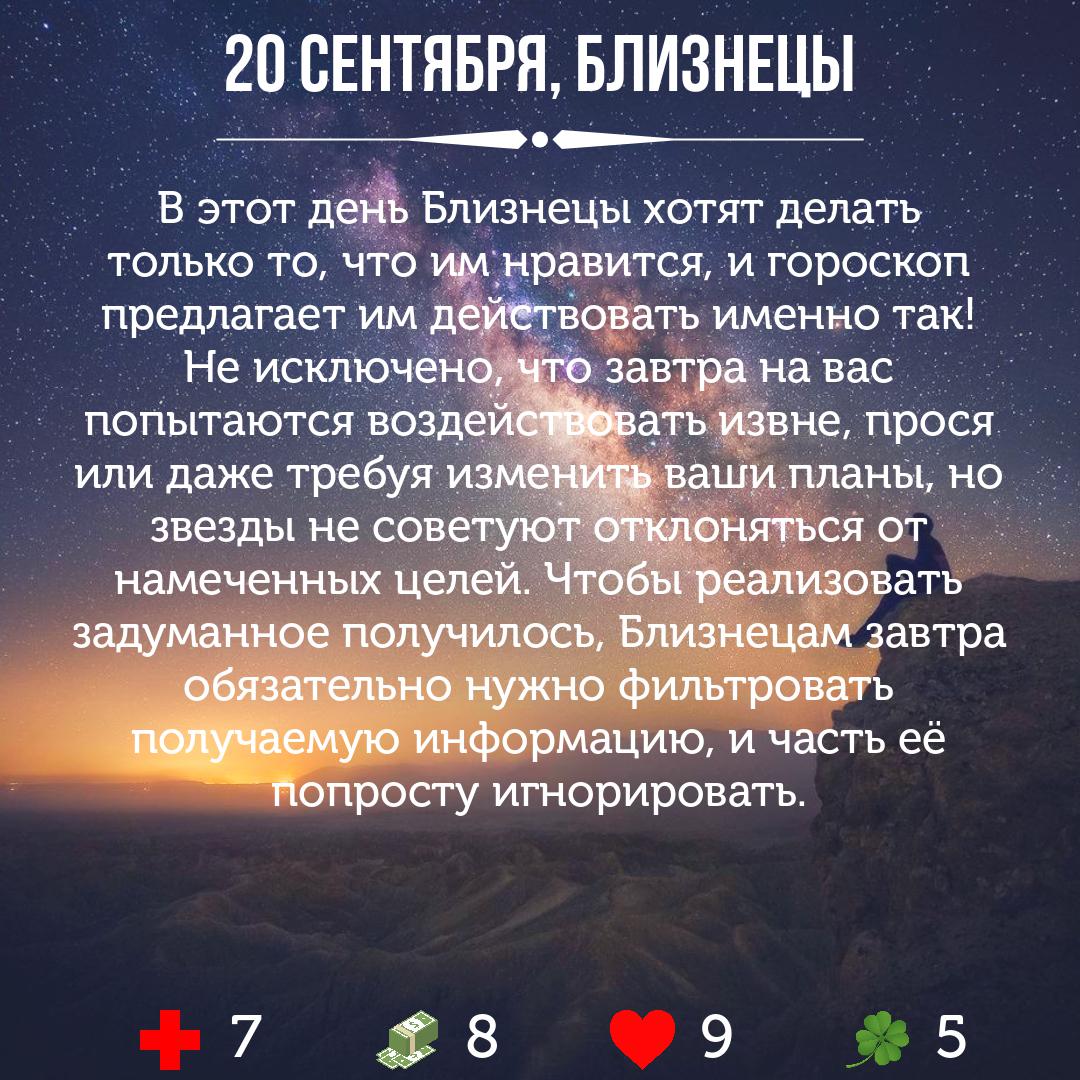 20 СЕНТЯБРЯ, БЛИЗНЕЦЫ
В этот день Близнецы хотят делать
только то, что им нравится, и гороскоп
предлагает им действовать именно так!
Не исключено, что завтра на вас
попытаются воздействовать извне, прося
или даже требуя изменить ваши планы, но
звезды не советуют отклоняться от
намеченных целей. Чтобы реализовать
задуманное получилось, Близнецам завтра
обязательно нужно фильтровать
получаемую информацию, и часть её
попросту игнорировать.
7 8 9 5